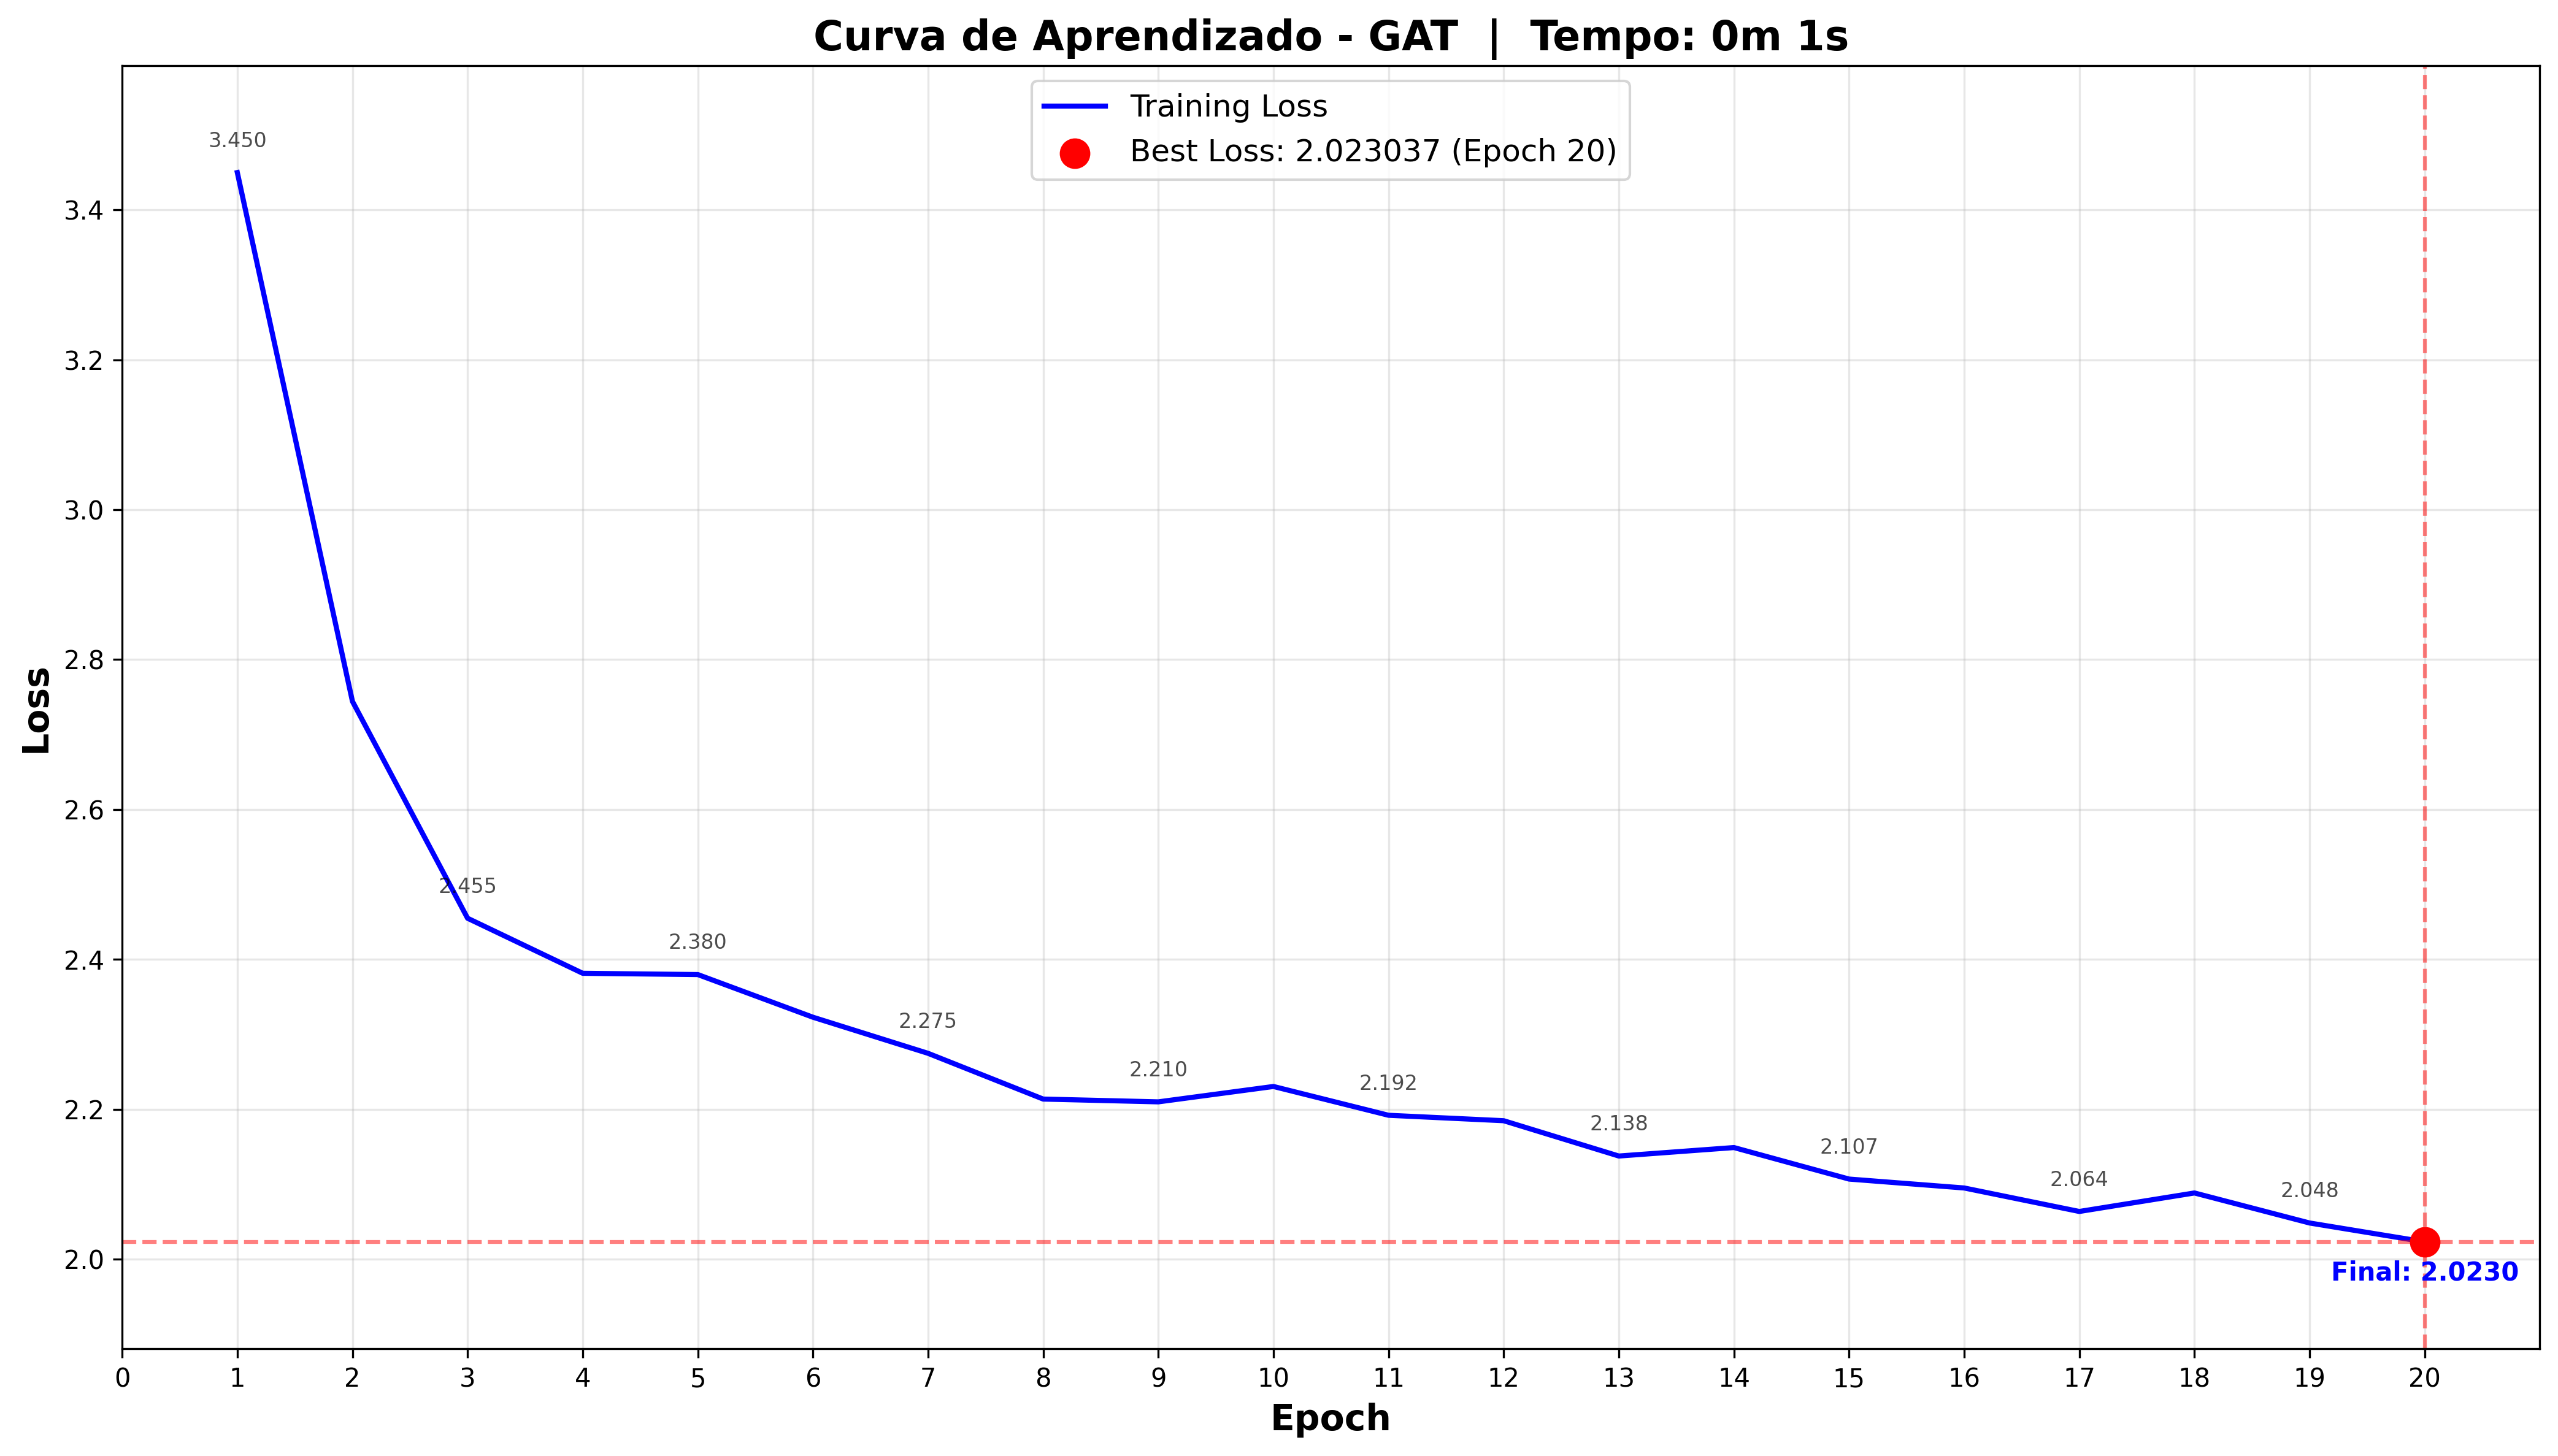 Curva de Aprendizado - GAT | Tempo: 0m 1s
Training Loss
Best Loss: 2.023037 (Epoch 20)
3.450
2.455
2.380
2.275
2.210
2.192
2.138
2.107
2.064
2.048
Final: 2.0230
3.4
3.2
3.0
2.8
2.6
2.4
2.2
2.0
Loss
0 1 2 3 4 5 6 7 8 9 10 11 12 13 14 15 16 17 18 19 20
Epoch